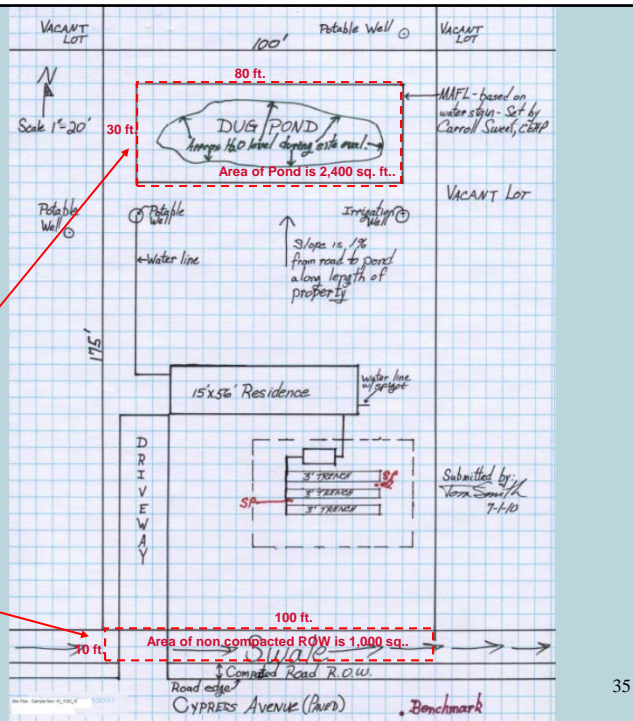 VACANT LOT
Potable Well
VACANT LOT
100'
80 ft.
N
MAFL - based on
water stain - Set by
Carroll Sweet, CEHP
Scale 1"=20'
30 ft.
DUG POND
Approx H2O level during site eval.
Area of Pond is 2,400 sq. ft..
VACANT LOT
Potable Well
Potable Well
Irrigation Well
Water line
Slope is 1%
from road to pond
along length of
property
175'
15'x56' Residence
Water line
w/spigot
DRIVEWAY
3' TRENCH
SP
3' TRENCH
SP
3' TRENCH
Submitted by:
Tom Smith
7-1-10
100 ft.
10 ft.
Area of non compacted ROW is 1,000 sq..
Swale
Compated Road R.O.W.
Road edge
CYPRESS AVENUE (PAVED)
. Benchmark
35